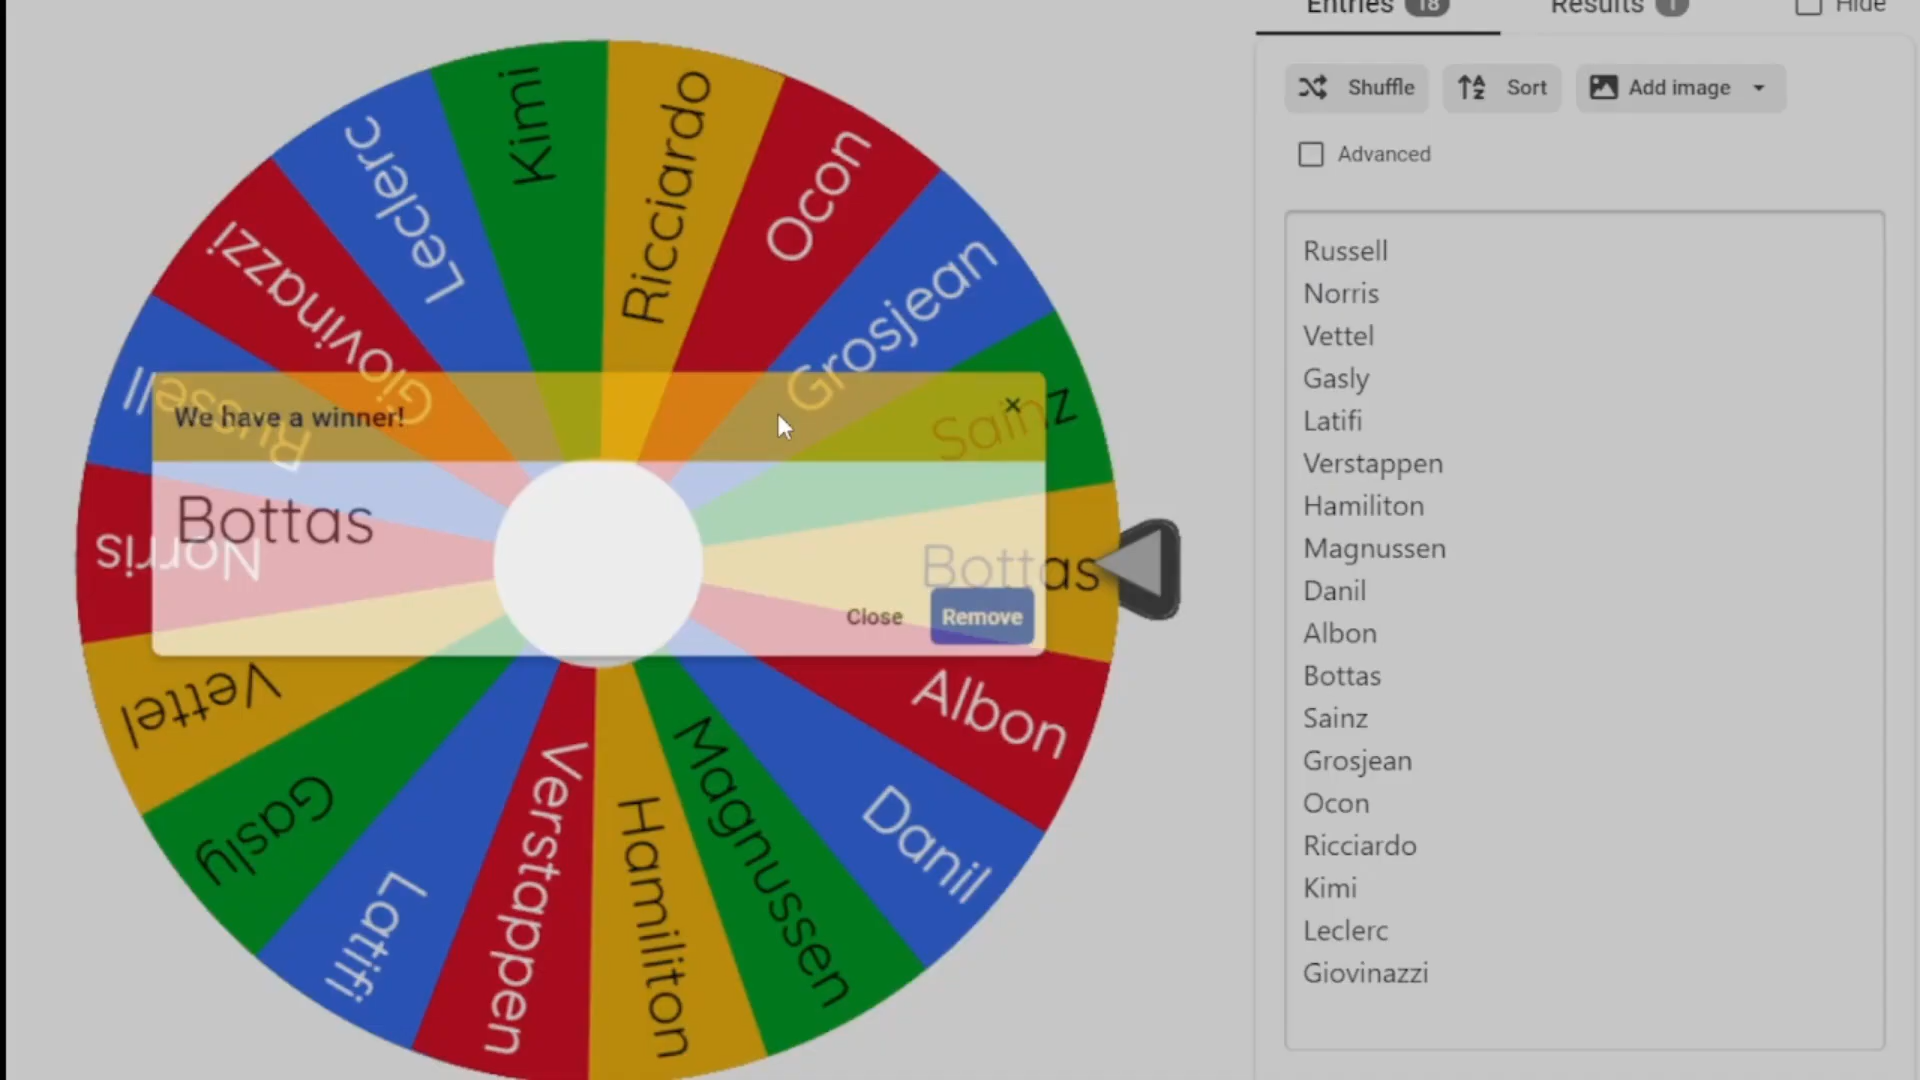 Entries 18
Results 1
Hide
Shuffle
Sort
Add image
Advanced
Russell
Norris
Vettel
Gasly
Latifi
Verstappen
Hamiliton
Magnussen
Danil
Albon
Bottas
Sainz
Grosjean
Ocon
Ricciardo
Kimi
Leclerc
Giovinazzi
We have a winner!
×
Bottas
Close
Remove
Kimi
Ricciardo
Ocon
Grosjean
Sainz
Bottas
Albon
Danil
Magnussen
Hamiliton
Verstappen
Latifi
Gasly
Vettel
Norris
Russell
Giovinazzi
Leclerc